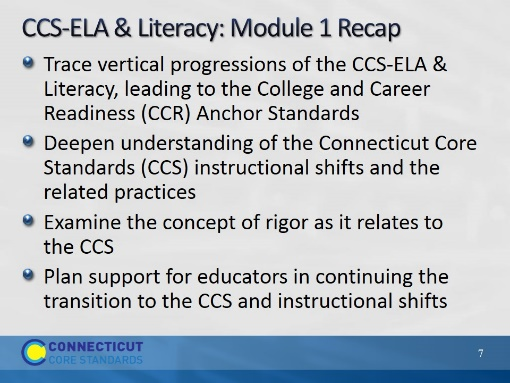 CCS-ELA & Literacy: Module 1 Recap
Trace vertical progressions of the CCS-ELA &
Literacy, leading to the College and Career
Readiness (CCR) Anchor Standards
Deepen understanding of the Connecticut Core
Standards (CCS) instructional shifts and the
related practices
Examine the concept of rigor as it relates to
the CCS
Plan support for educators in continuing the
transition to the CCS and instructional shifts
CONNECTICUT
CORE STANDARDS
7